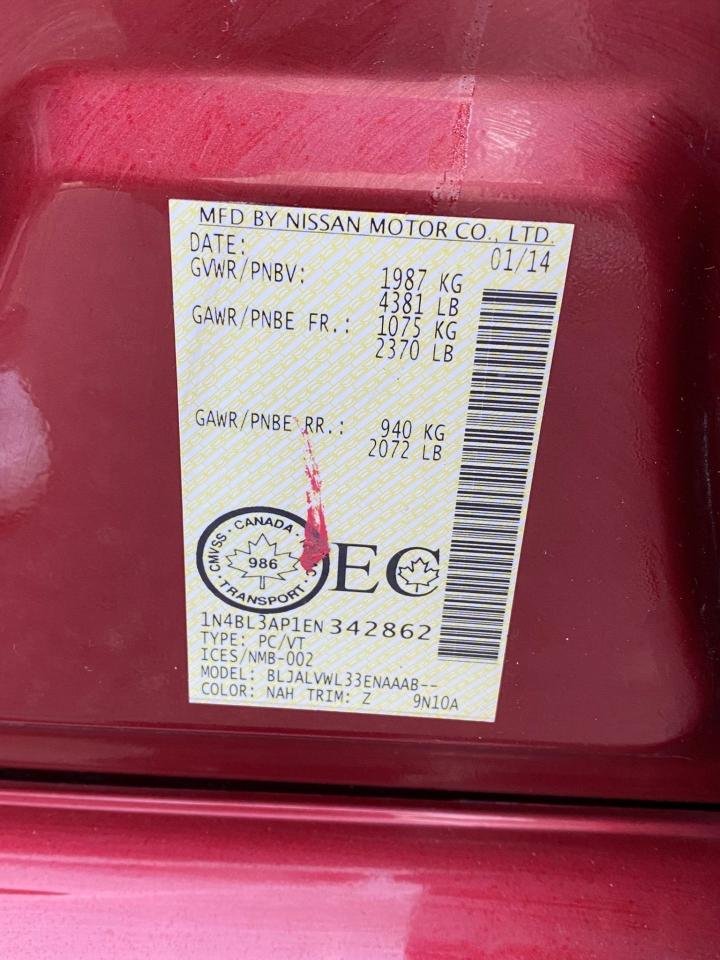 MFD BY NISSAN MOTOR CO., LTD.
DATE: 01/14
GVWR/PNBV: 1987 KG
4381 LB
GAWR/PNBE FR.: 1075 KG
2370 LB
GAWR/PNBE RR.: 940 KG
2072 LB
CMVSS · CANADA ·
986
· TRANSPORT ·
EC
1N4BL3AP1EN 342862
TYPE: PC/VT
ICES/NMB-002
MODEL: BLJALVWL33ENAAAB--
COLOR: NAH TRIM: Z 9N10A